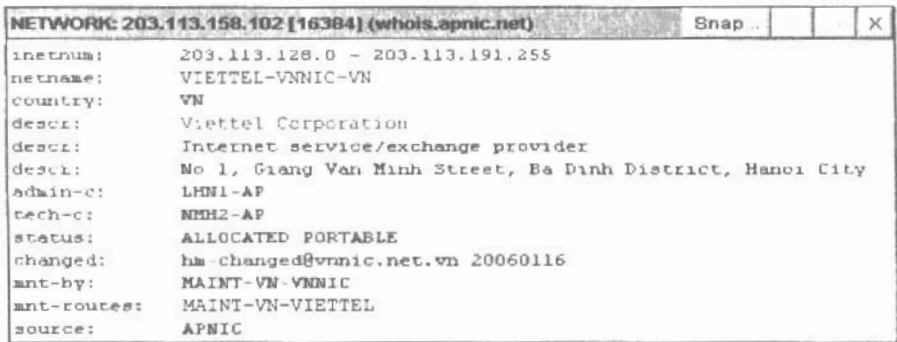 NETWORK: 203.113.158.102 [16384] (whois.apnic.net) Snap .. X
inetnum: 203.113.128.0 - 203.113.191.255
netname: VIETTEL-VNNIC-VN
country: VN
descr: Viettel Corporation
descr: Internet service/exchange provider
descr: No 1, Giang Van Minh Street, Ba Dinh District, Hanoi City
admin-c: LHN1-AP
tech-c: NMH2-AP
status: ALLOCATED PORTABLE
changed: hm-changed@vnnic.net.vn 20060116
mnt-by: MAINT-VN-VNNIC
mnt-routes: MAINT-VN-VIETTEL
source: APNIC